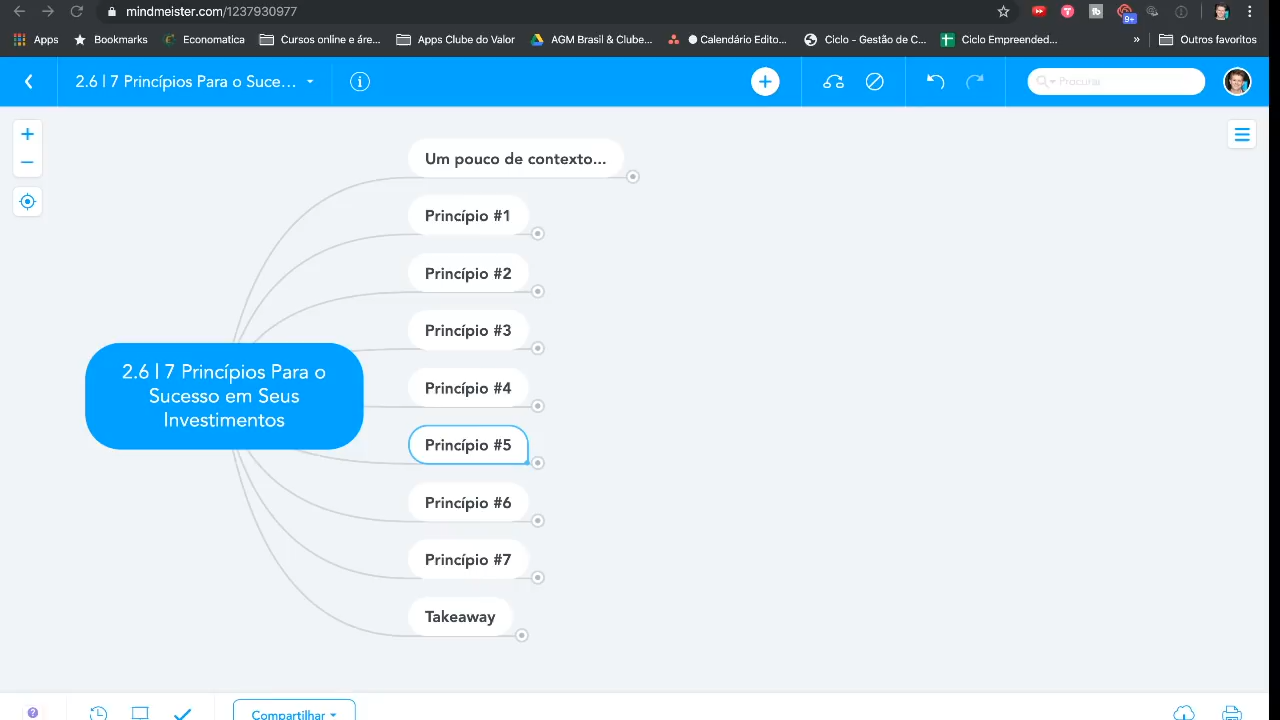 mindmeister.com/1237930977
9+
Apps
Bookmarks
Economatica
Cursos online e áre...
Apps Clube do Valor
AGM Brasil & Clube...
Calendário Edito...
Ciclo - Gestão de C...
Ciclo Empreended...
»
Outros favoritos
2.6 | 7 Princípios Para o Suce...
Procurar
Um pouco de contexto...
Princípio #1
Princípio #2
Princípio #3
Princípio #4
2.6 | 7 Princípios Para o
Sucesso em Seus
Investimentos
Princípio #5
Princípio #6
Princípio #7
Takeaway
Compartilhar